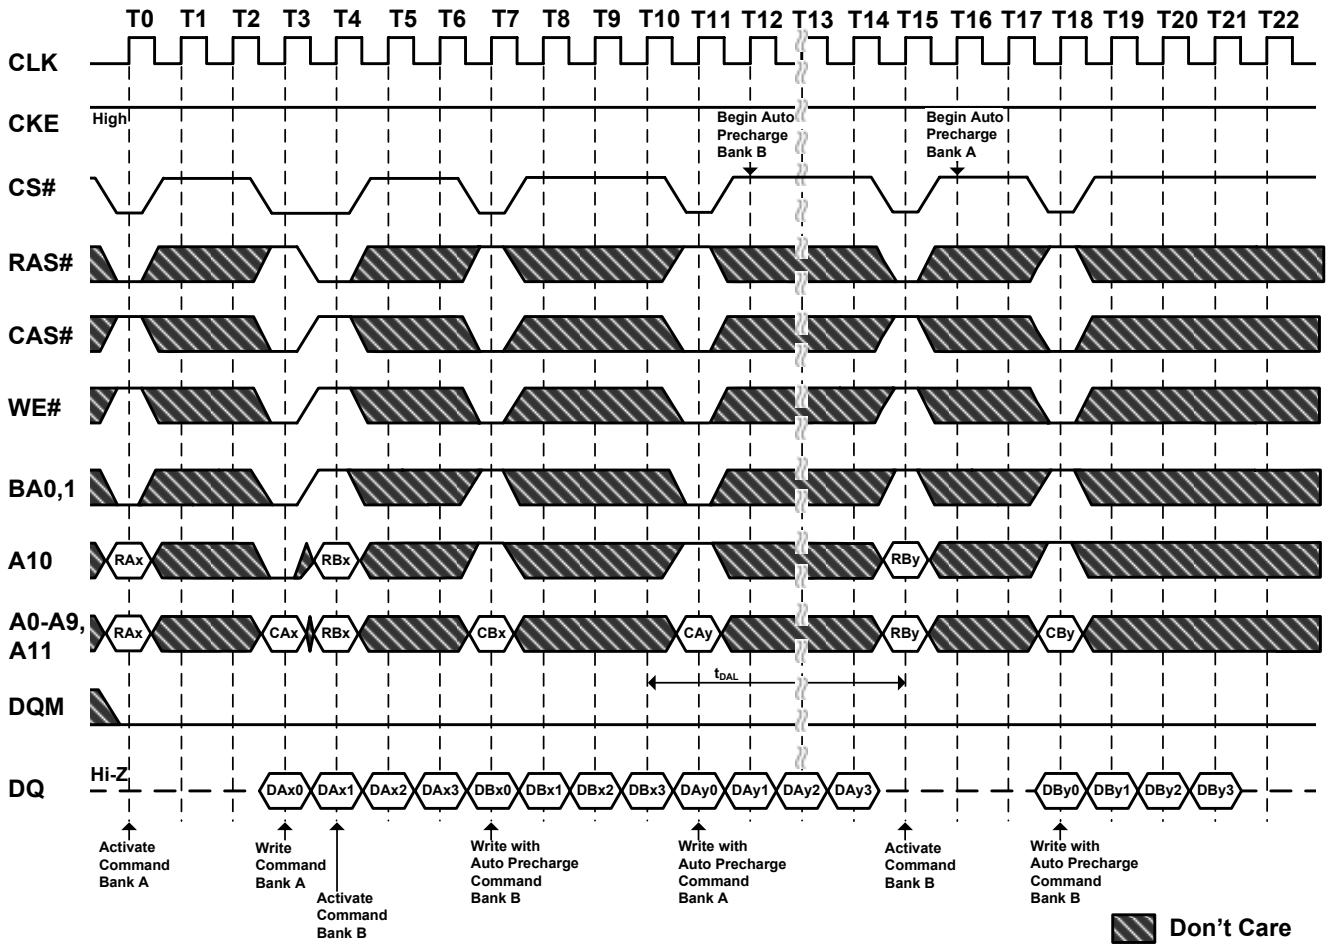 T0 T1 T2 T3 T4 T5 T6 T7 T8 T9 T10 T11 T12 T13 T14 T15 T16 T17 T18 T19 T20 T21 T22
CLK
CKE
High
Begin Auto
Precharge
Bank B
Begin Auto
Precharge
Bank A
CS#
RAS#
CAS#
WE#
BA0,1
A10
RAx RBx RBy
A0-A9,
A11
RAx CAx RBx CBx CAy RBy CBy
tDAL
DQM
Hi-Z
DQ
DAx0 DAx1 DAx2 DAx3 DBx0 DBx1 DBx2 DBx3 DAy0 DAy1 DAy2 DAy3 DBy0 DBy1 DBy2 DBy3
Activate
Command
Bank A
Write
Command
Bank A
Activate
Command
Bank B
Write with
Auto Precharge
Command
Bank B
Write with
Auto Precharge
Command
Bank A
Activate
Command
Bank B
Write with
Auto Precharge
Command
Bank B
Don't Care